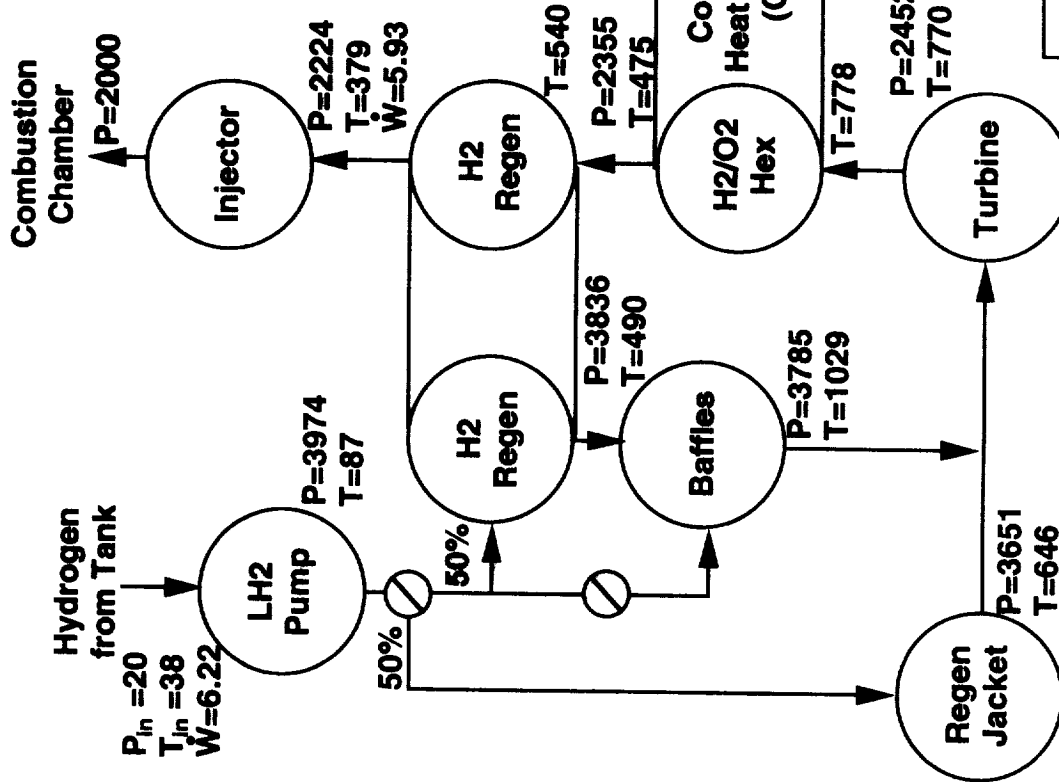 Hydrogen
from Tank
P_in =20
T_in =38
Ẇ=6.22
LH2
Pump
P=3974
T=87
50%
50%
H2
Regen
P=3836
T=490
Baffles
P=3785
T=1029
Regen
Jacket
P=3651
T=646
Combustion
Chamber
P=2000
Injector
P=2224
T=379
Ẇ=5.93
H2
Regen
T=540
P=2355
T=475
H2/O2
Hex
Heat
T=778
P=2452
T=770
Turbine